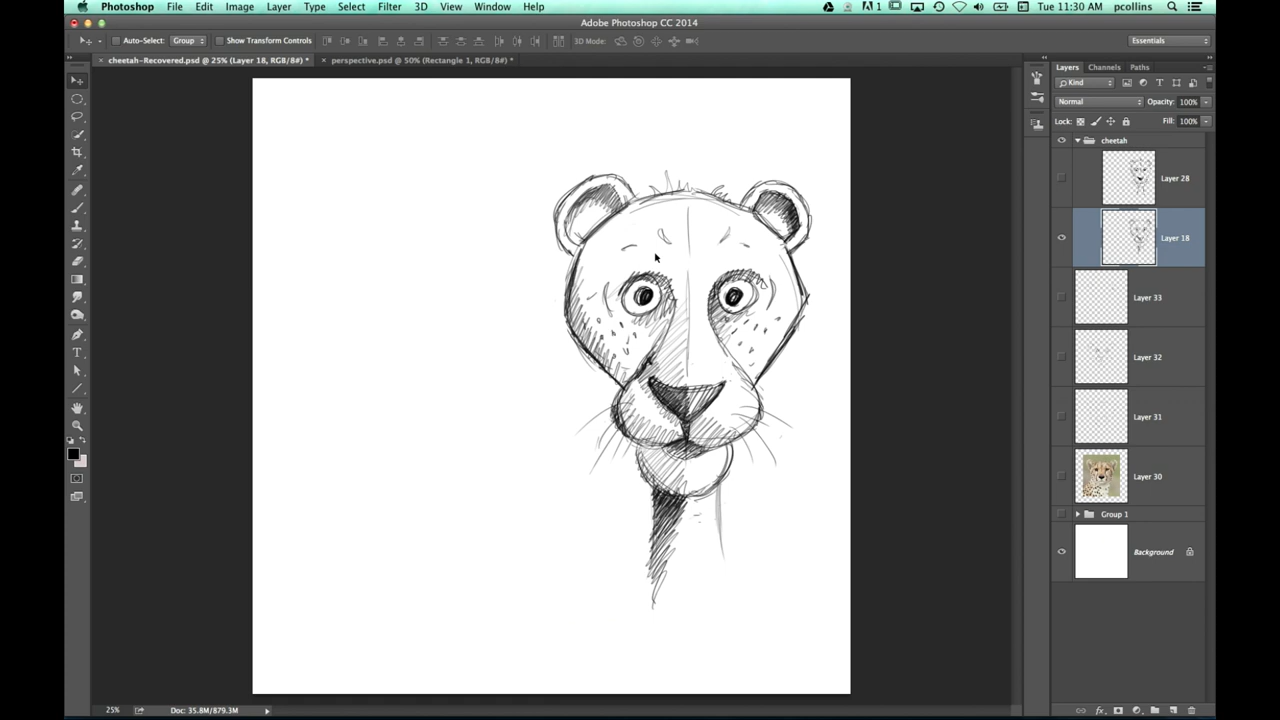 Photoshop File Edit Image Layer Type Select Filter 3D View Window Help 1 Tue 11:30 AM pcollins
Adobe Photoshop CC 2014
Auto-Select: Group Show Transform Controls 3D Mode: Essentials
cheetah-Recovered.psd @ 25% (Layer 18, RGB/8#) * perspective.psd @ 50% (Rectangle 1, RGB/8#) *
Layers Channels Paths
Kind
Normal Opacity: 100%
Lock: Fill: 100%
cheetah
Layer 28
Layer 18
Layer 33
Layer 32
Layer 31
Layer 30
Group 1
Background
25% Doc: 35.8M/879.3M